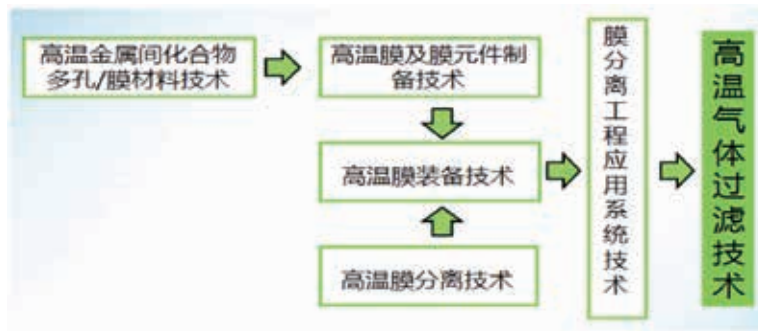 高温金属间化合物
多孔/膜材料技术
高温膜及膜元件制
备技术
高温膜装备技术
高温膜分离技术
膜分离工程应用系统技术
高温气体过滤技术